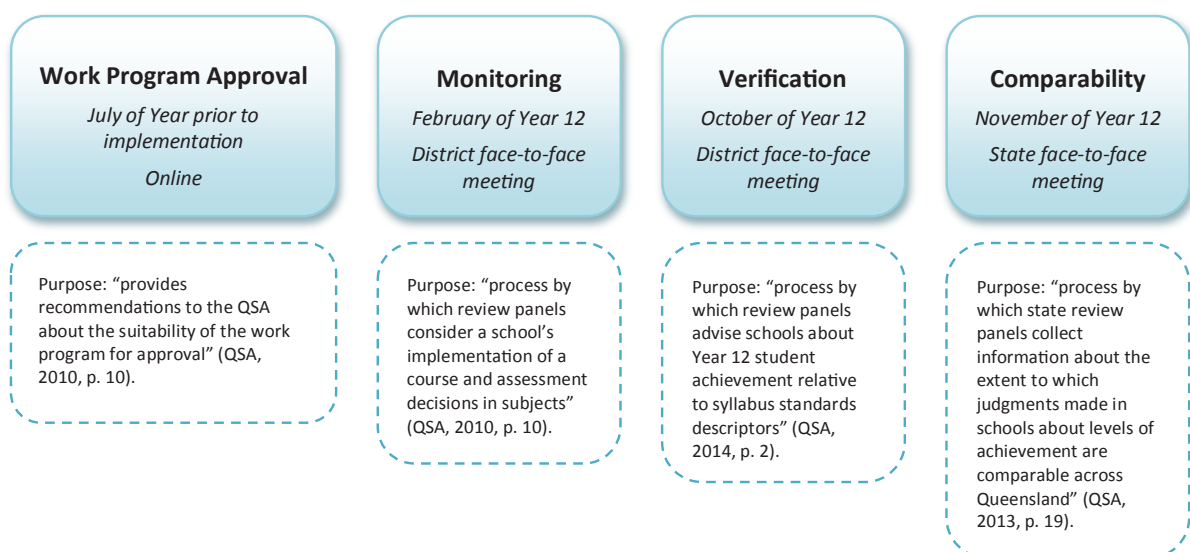 Work Program Approval
July of Year prior to
implementation
Online
Monitoring
February of Year 12
District face-to-face
meeting
Verification
October of Year 12
District face-to-face
meeting
Comparability
November of Year 12
State face-to-face
meeting
Purpose: “provides
recommendations to the QSA
about the suitability of the work
program for approval” (QSA,
2010, p. 10).
Purpose: “process by
which review panels
consider a school’s
implementation of a
course and assessment
decisions in subjects”
(QSA, 2010, p. 10).
Purpose: “process by
which review panels
advise schools about
Year 12 student
achievement relative
to syllabus standards
descriptors” (QSA,
2014, p. 2).
Purpose: “process by
which state review
panels collect
information about the
extent to which
judgments made in
schools about levels of
achievement are
comparable across
Queensland” (QSA,
2013, p. 19).